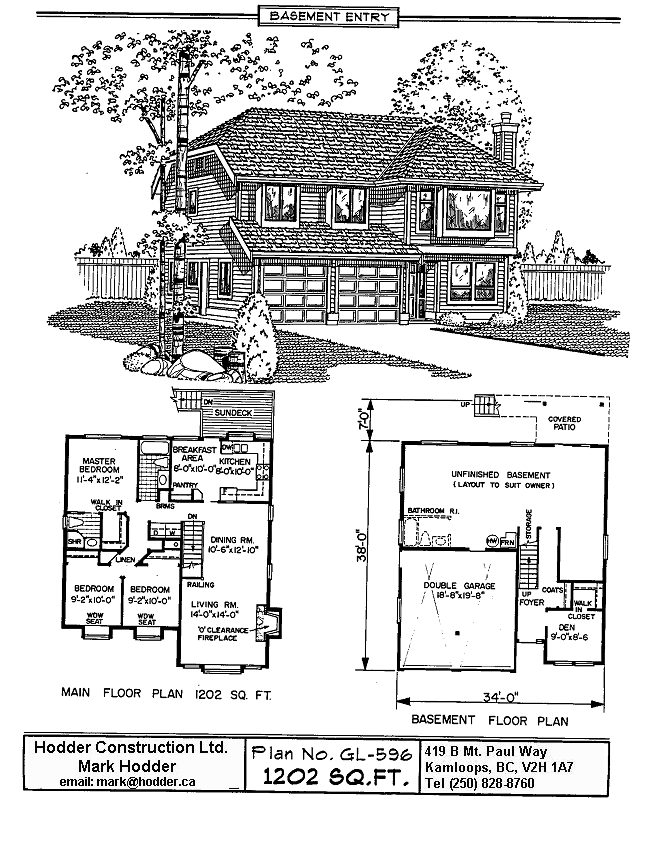 BASEMENT ENTRY
DN
SUNDECK
MASTER
BEDROOM
11'-4"x12'-2"
BREAKFAST
AREA
8'-0"x10'-0"
DW
KITCHEN
8'-0"x10'-0"
PANTRY
WALK IN
CLOSET
BRMS
DN
SHR
D W
LINEN
DINING RM.
10'-6"x12'-10"
BEDROOM
9'-2"x10'-0"
WDW
SEAT
BEDROOM
9'-2"x10'-0"
WDW
SEAT
RAILING
LIVING RM.
14'-0"x14'-0"
'O' CLEARANCE
FIREPLACE
MAIN FLOOR PLAN 1202 SQ. FT.
7'-0"
UP
COVERED
PATIO
38'-0"
UNFINISHED BASEMENT
(LAYOUT TO SUIT OWNER)
BATHROOM R.I.
HW
FRN
STORAGE
DOUBLE GARAGE
18'-8"x19'-8"
UP
FOYER
COATS
WALK
IN
CLOSET
DEN
9'-0"x8'-6"
34'-0"
BASEMENT FLOOR PLAN
Hodder Construction Ltd.
Mark Hodder
email: mark@hodder.ca
Plan No. GL-596
1202 SQ.FT.
419 B Mt. Paul Way
Kamloops, BC, V2H 1A7
Tel (250) 828-8760